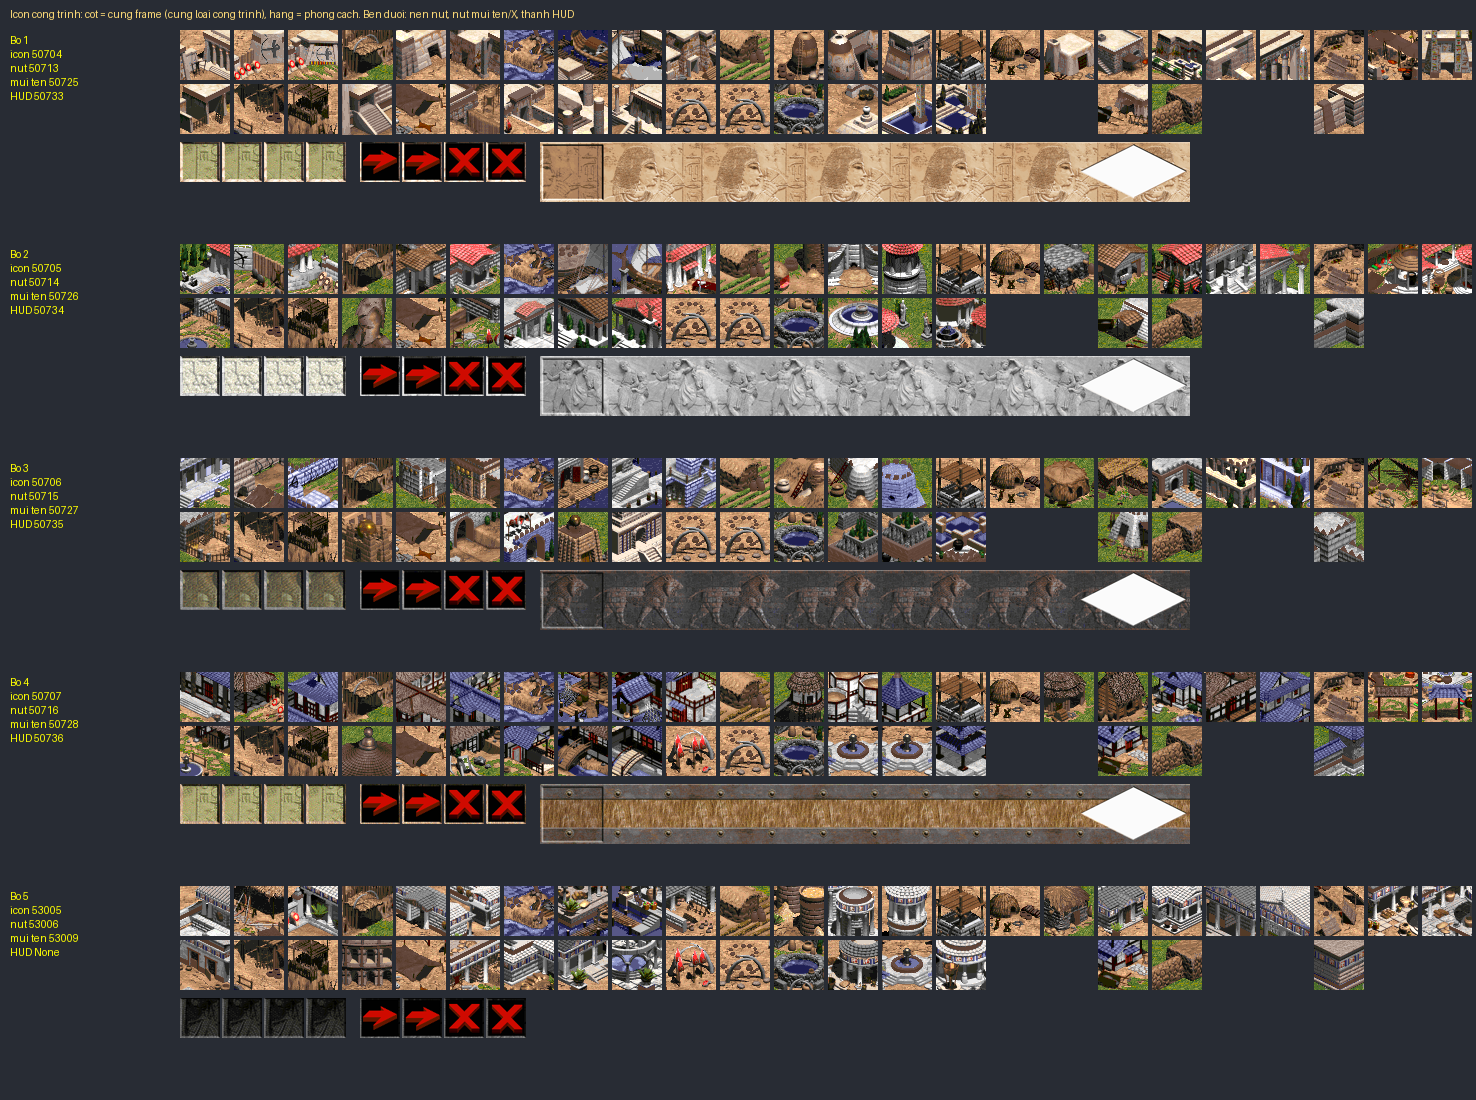 Icon cong trinh: cot = cung frame (cung loai cong trinh), hang = phong cach. Ben duoi: nen nut, nut mui ten/X, thanh HUD
Bo 1
icon 50704
nut 50713
mui ten 50725
HUD 50733
Bo 2
icon 50705
nut 50714
mui ten 50726
HUD 50734
Bo 3
icon 50706
nut 50715
mui ten 50727
HUD 50735
Bo 4
icon 50707
nut 50716
mui ten 50728
HUD 50736
Bo 5
icon 53005
nut 53006
mui ten 53009
HUD None